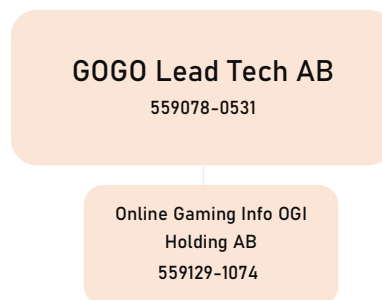 GOGO Lead Tech AB
559078-0531
Online Gaming Info OGI
Holding AB
559129-1074